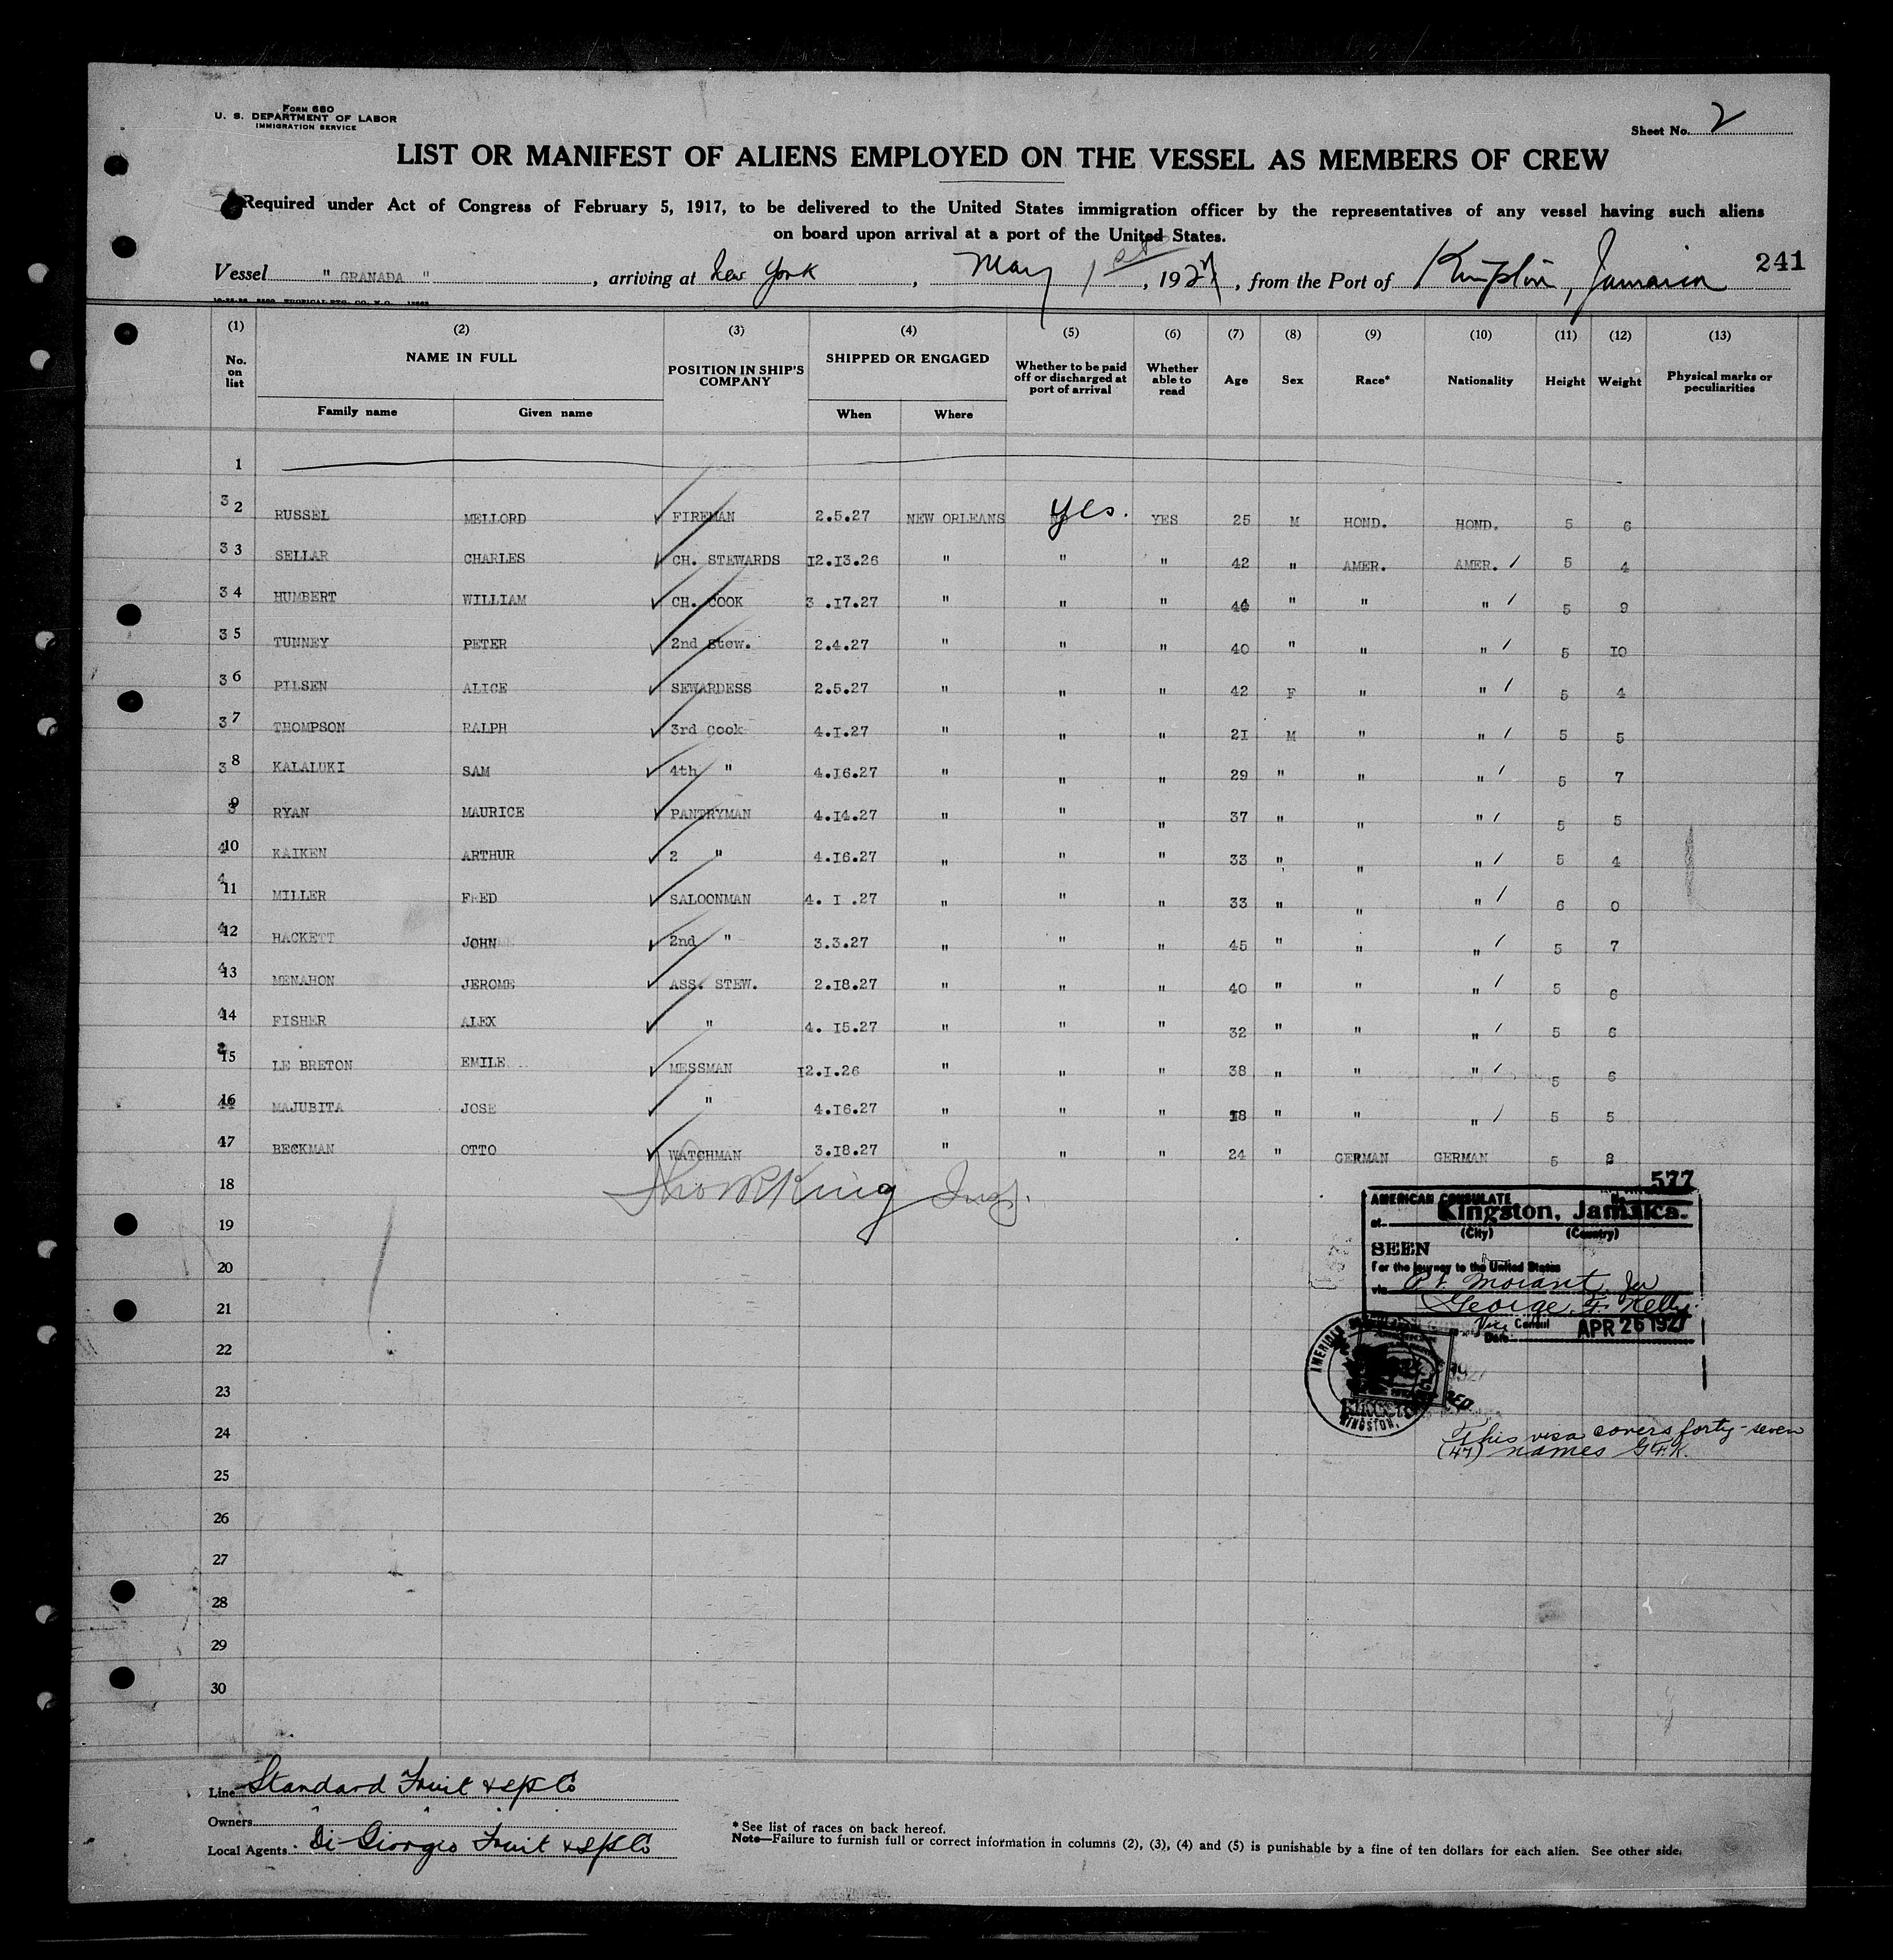 Form 680
U. S. DEPARTMENT OF LABOR
IMMIGRATION SERVICE
Sheet No. 2
LIST OR MANIFEST OF ALIENS EMPLOYED ON THE VESSEL AS MEMBERS OF CREW
Required under Act of Congress of February 5, 1917, to be delivered to the United States immigration officer by the representatives of any vessel having such aliens
on board upon arrival at a port of the United States.
Vessel " GRANADA " , arriving at New York , May 1st , 1927 , from the Port of Kingston, Jamaica 241
(1) (2) (3) (4) (5) (6) (7) (8) (9) (10) (11) (12) (13)
No. on list NAME IN FULL POSITION IN SHIP'S COMPANY SHIPPED OR ENGAGED Whether to be paid off or discharged at port of arrival Whether able to read Age Sex Race* Nationality Height Weight Physical marks or peculiarities
Family name Given name When Where
1
32 RUSSEL MELLORD FIREMAN 2.5.27 NEW ORLEANS Yes. YES 25 M HOND. HOND. 5 6
33 SELLAR CHARLES CH. STEWARDS 12.13.26 " " " 42 " AMER. AMER. 5 4
34 HUMBERT WILLIAM CH. COOK 3 .17.27 " " " 44 " " " 5 9
35 TUNNEY PETER 2nd Stew. 2.4.27 " " " 40 " " " 5 10
36 PILSEN ALICE SEWARDESS 2.5.27 " " " 42 F " " 5 4
37 THOMPSON RALPH 3rd Cook 4.1.27 " " " 21 M " " 5 5
38 KALALUKI SAM 4th " 4.16.27 " " " 29 " " " 5 7
39 RYAN MAURICE PANTRYMAN 4.14.27 " " " 37 " " " 5 5
410 KAIKEN ARTHUR 2 " 4.16.27 " " " 33 " " " 5 4
411 MILLER FRED SALOONMAN 4. 1 .27 " " " 33 " " " 6 0
412 HACKETT JOHN 2nd " 3.3.27 " " " 45 " " " 5 7
413 MENAHON JEROME ASS. STEW. 2.18.27 " " " 40 " " " 5 6
414 FISHER ALEX " 4. 15.27 " " " 32 " " " 5 6
15 LE BRETON EMILE MESSMAN 12.1.26 " " " 38 " " " 5 6
16 MAJUBITA JOSE " 4.16.27 " " " 18 " " " 5 5
47 BECKMAN OTTO WATCHMAN 3.18.27 " " " 24 " GERMAN GERMAN 5 8
18
19
20
21
22
23
24
25
26
27
28
29
30
No. 577
AMERICAN CONSULATE
at Kingston, Jamaica.
(City) (Country)
SEEN
For the journey to the United States
via Pt. Morant, Ja
George F. Kelly
Vice Consul
Date APR 26 1927
KINGSTON,
This visa covers forty-seven
(47) names G.F.K.
Line Standard Fruit & S/S Co
Owners " " "
Local Agents Di Giorgio Fruit & S/S Co
* See list of races on back hereof.
Note—Failure to furnish full or correct information in columns (2), (3), (4) and (5) is punishable by a fine of ten dollars for each alien. See other side.